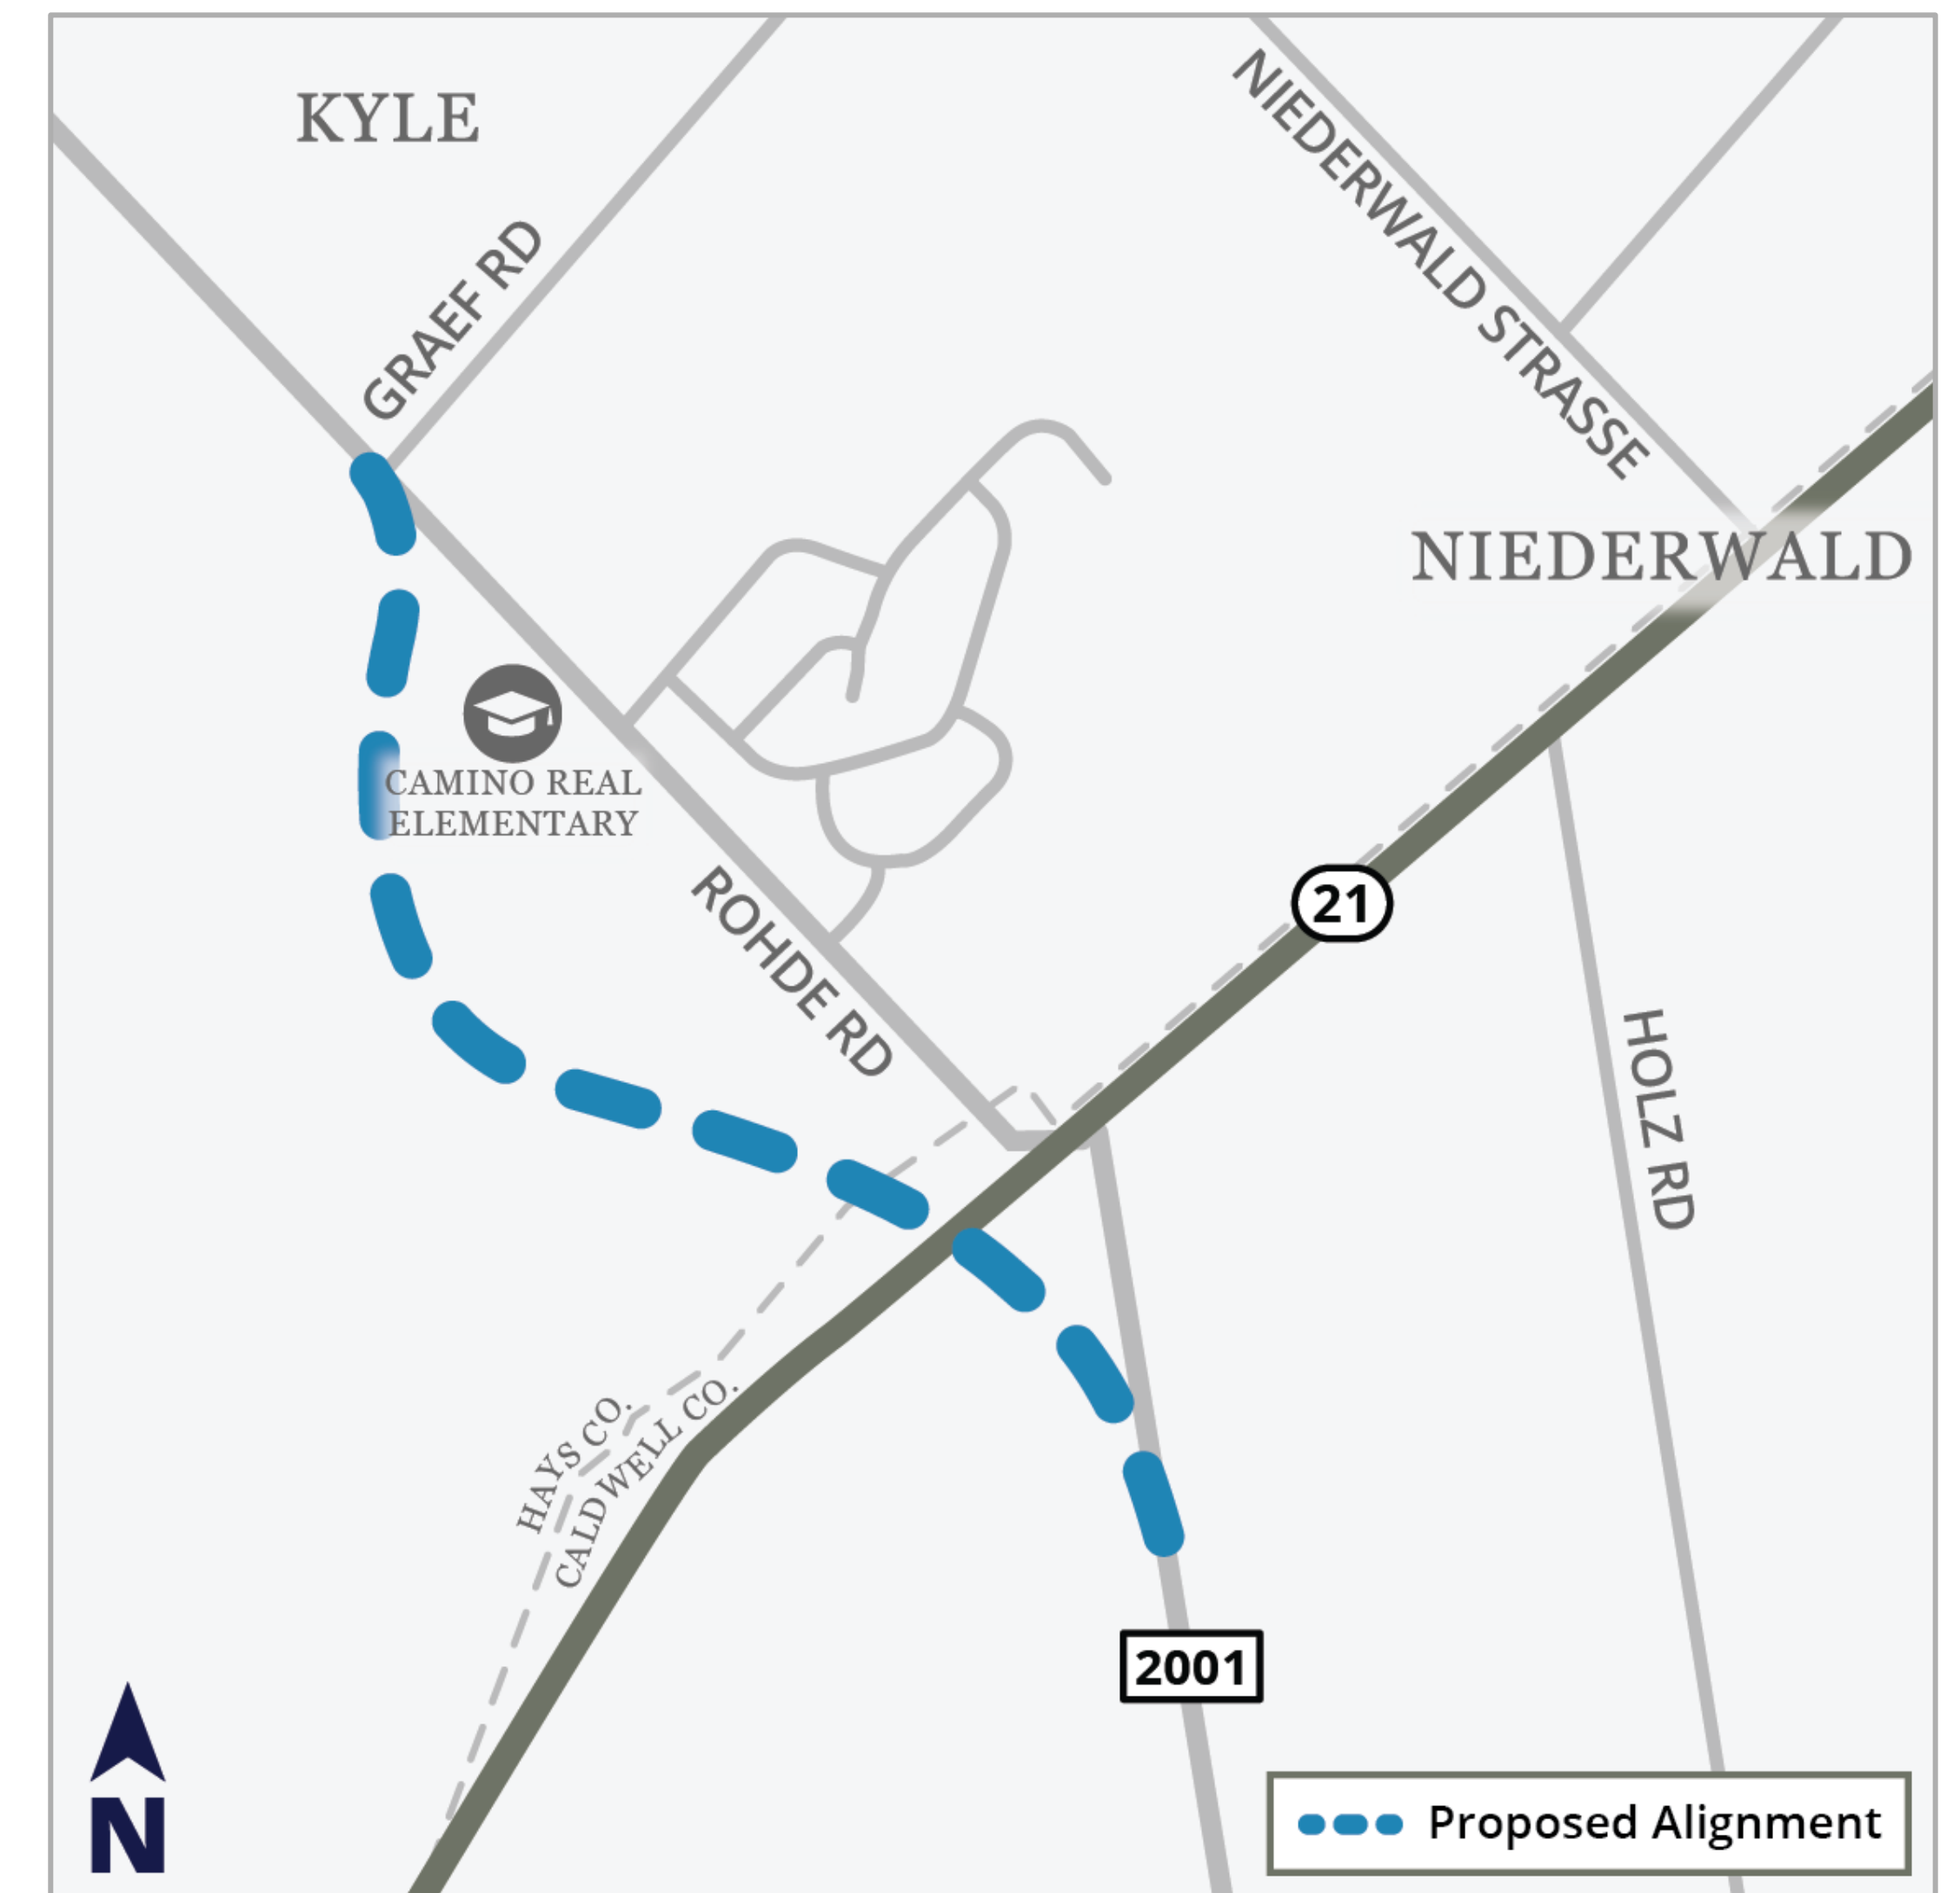 KYLE
NIEDERWALD STRASSE
GRAEF RD
NIEDERWALD
CAMINO REAL
ELEMENTARY
ROHDE RD
21
HOLZ RD
HAYS CO.
CALDWELL CO.
2001
N
Proposed Alignment